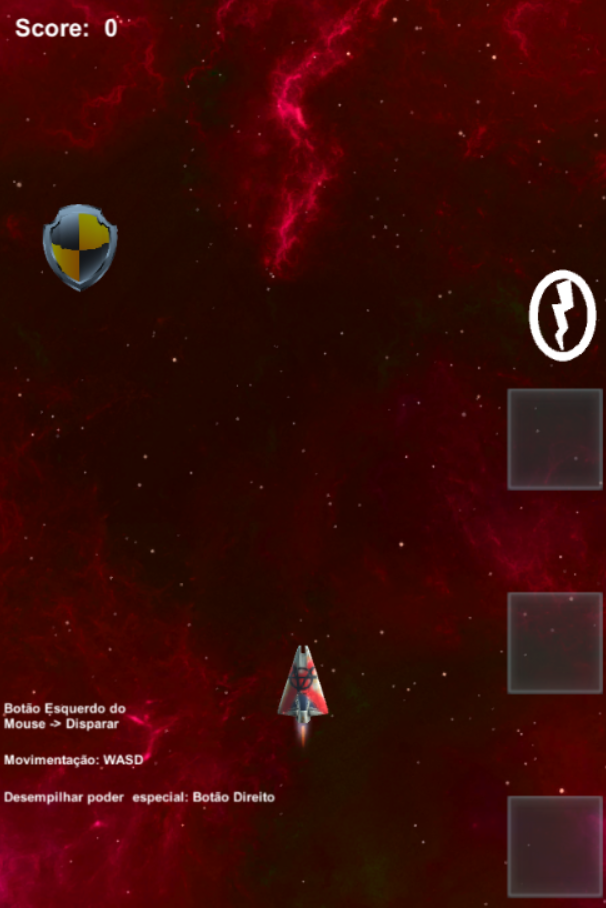 Score: 0
Botão Esquerdo do
Mouse -> Disparar
Movimentação: WASD
Desempilhar poder especial: Botão Direito